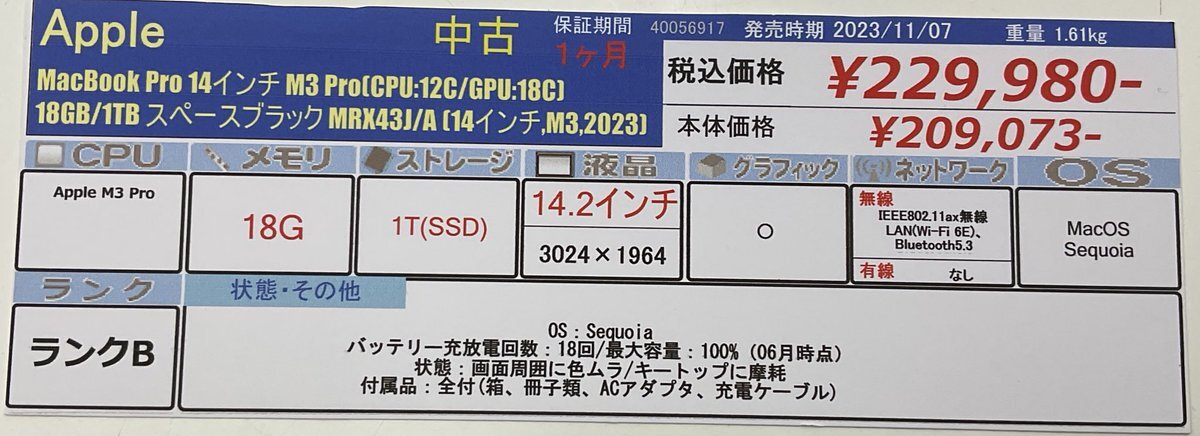 Apple
中古
保証期間 40056917 発売時期 2023/11/07 重量 1.61kg
1ヶ月
MacBook Pro 14インチ M3 Pro(CPU:12C/GPU:18C)
18GB/1TB スペースブラック MRX43J/A (14インチ,M3,2023)
税込価格 ¥229,980-
本体価格 ¥209,073-
CPU メモリ ストレージ 液晶 グラフィック ネットワーク OS
Apple M3 Pro
18G
1T(SSD)
14.2インチ
3024×1964
○
無線
IEEE802.11ax無線
LAN(Wi-Fi 6E)、
Bluetooth5.3
有線 なし
MacOS
Sequoia
ランク 状態・その他
ランクB
OS：Sequoia
バッテリー充放電回数：18回/最大容量：100% (06月時点)
状態：画面周囲に色ムラ/キートップに摩耗
付属品：全付(箱、冊子類、ACアダプタ、充電ケーブル)